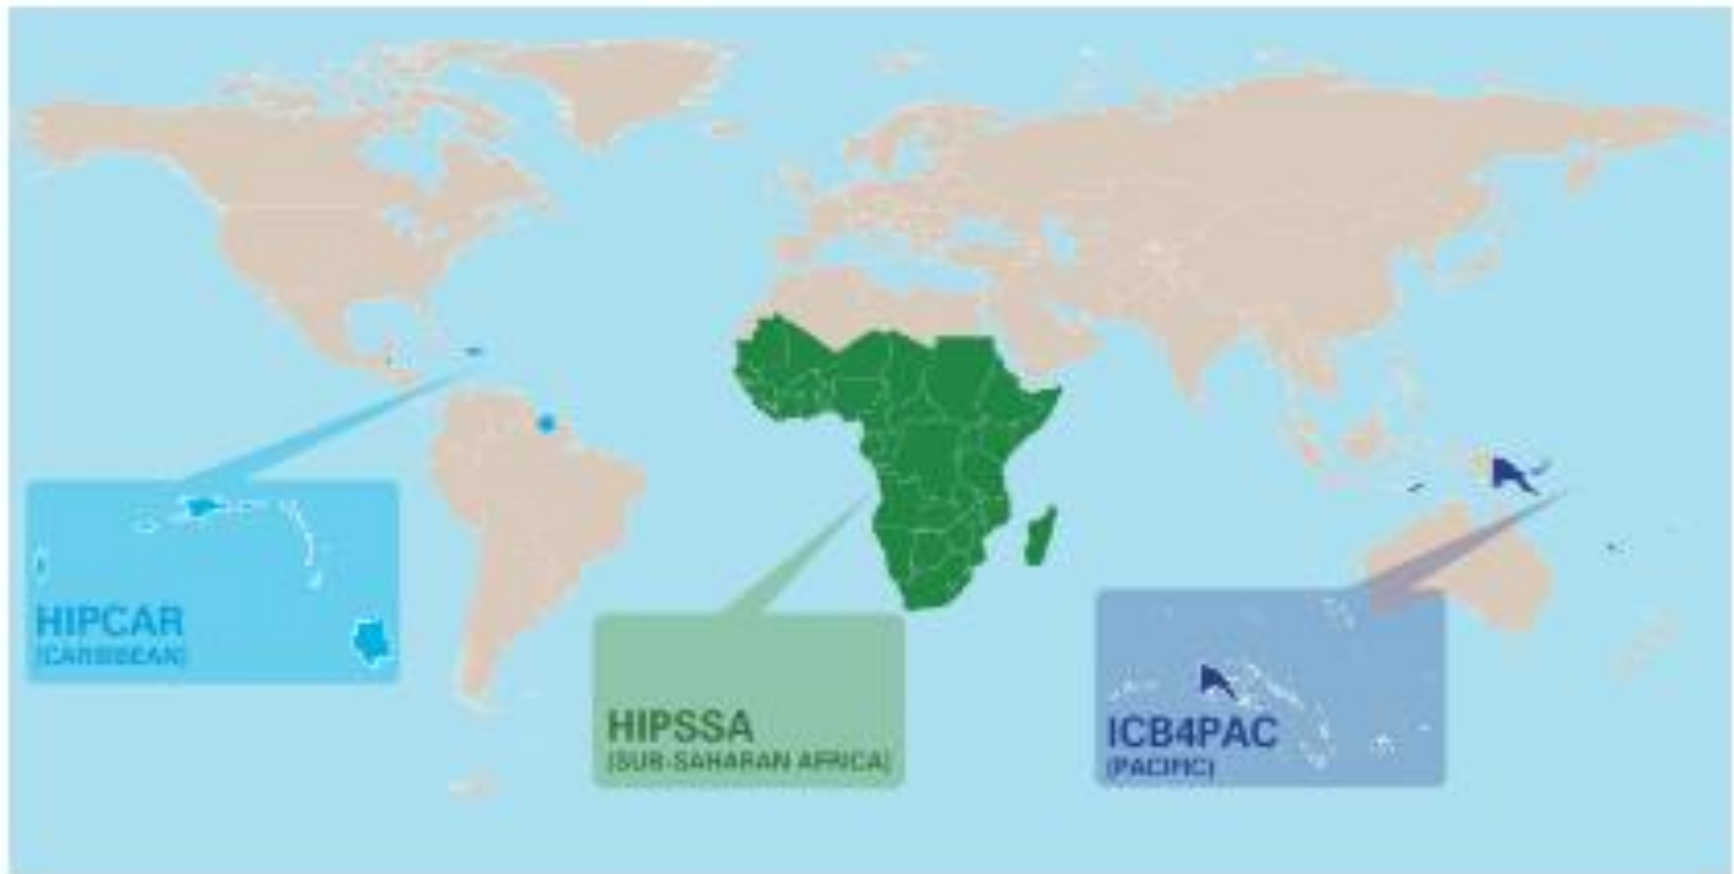 HIPCAR
(CARIBBEAN)
HIPSSA
(SUB-SAHARAN AFRICA)
ICB4PAC
(PACIFIC)